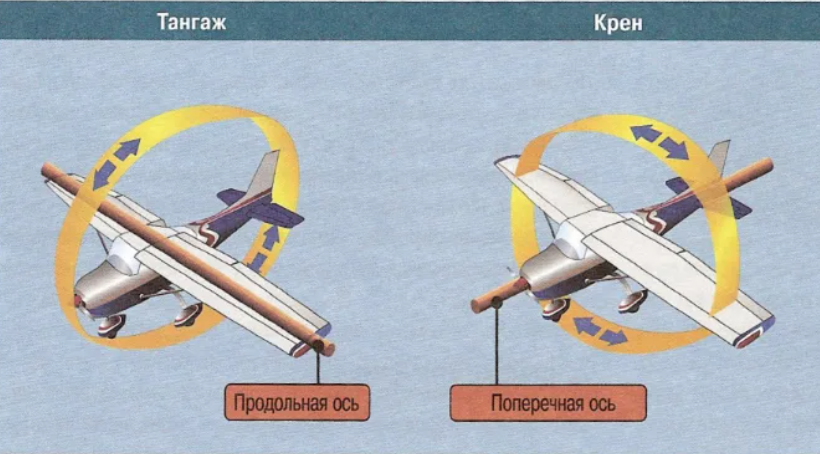 Тангаж
Крен
Продольная ось
Поперечная ось